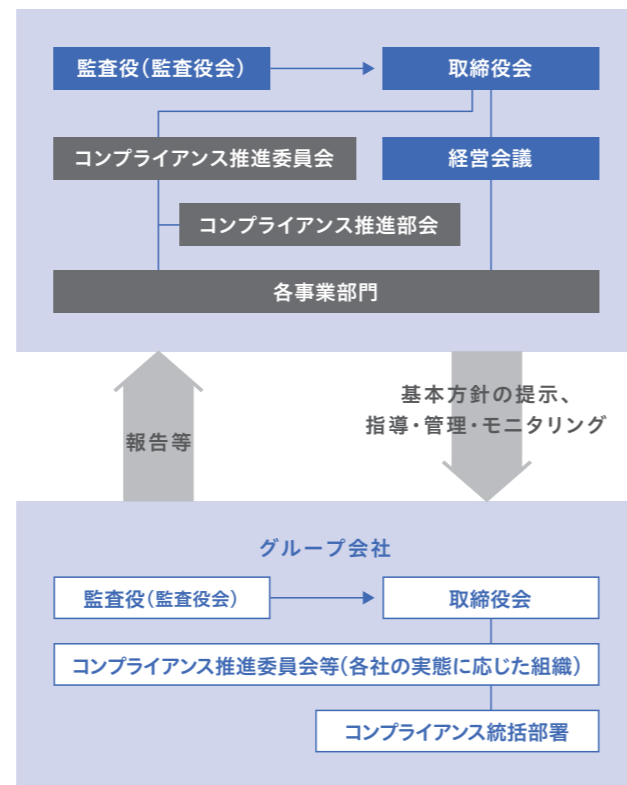 監査役(監査役会)
取締役会
コンプライアンス推進委員会
経営会議
コンプライアンス推進部会
各事業部門
報告等
基本方針の提示、
指導・管理・モニタリング
グループ会社
監査役(監査役会)
取締役会
コンプライアンス推進委員会等(各社の実態に応じた組織)
コンプライアンス統括部署